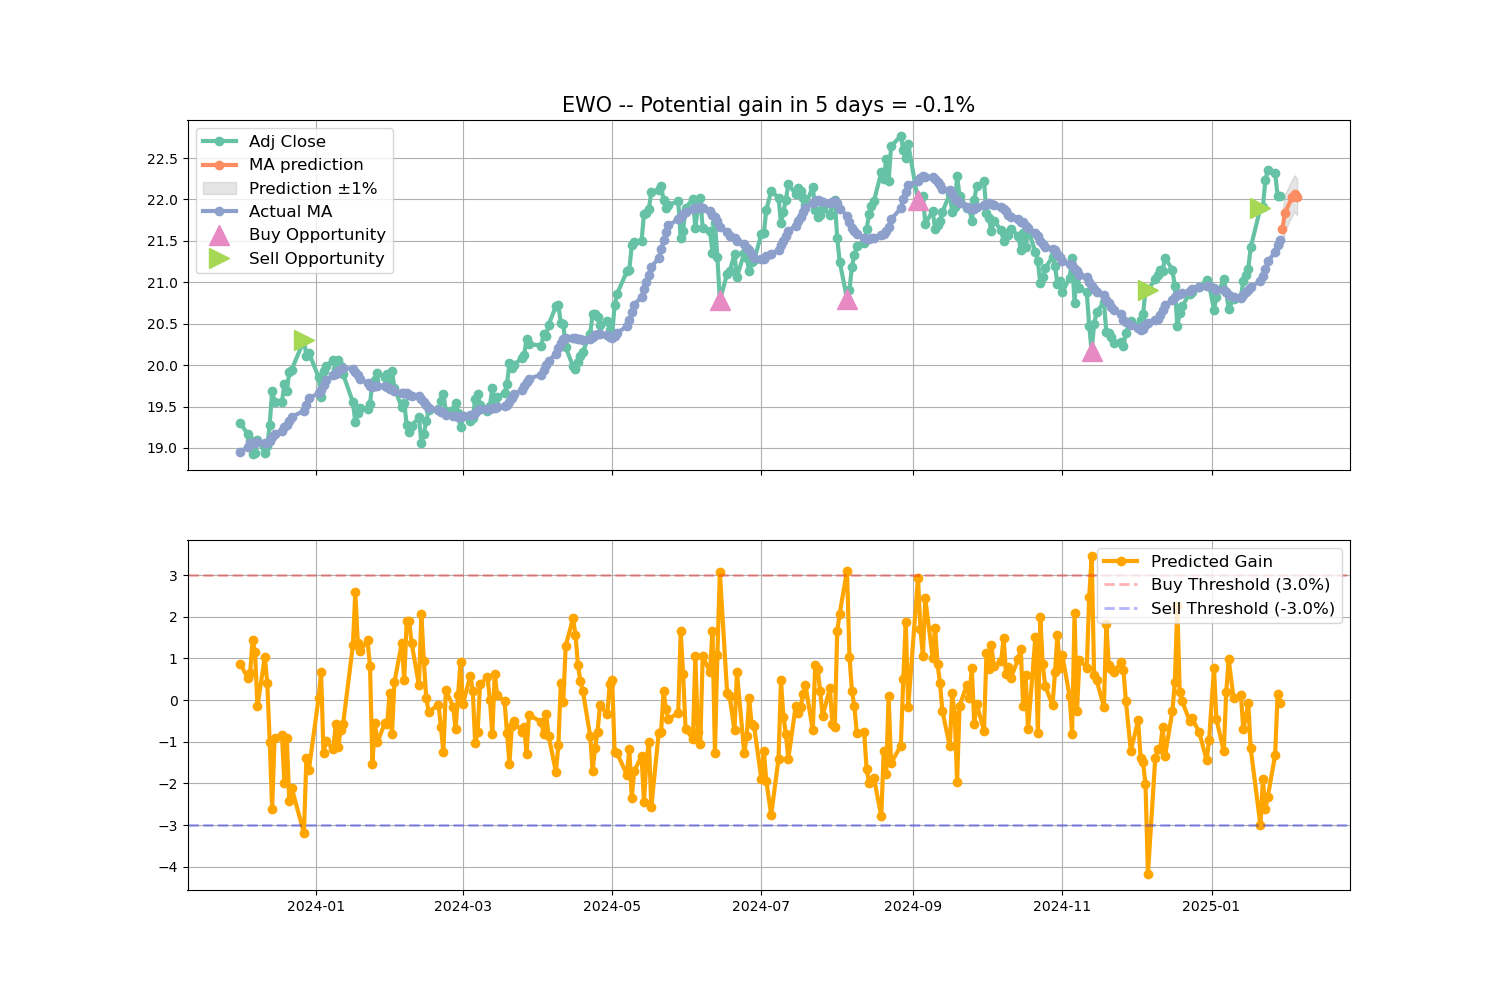 EWO -- Potential gain in 5 days = -0.1%
Adj Close
MA prediction
Prediction ±1%
Actual MA
Buy Opportunity
Sell Opportunity
22.5
22.0
21.5
21.0
20.5
20.0
19.5
19.0
Predicted Gain
Buy Threshold (3.0%)
Sell Threshold (-3.0%)
3
2
1
0
−1
−2
−3
−4
2024-01
2024-03
2024-05
2024-07
2024-09
2024-11
2025-01